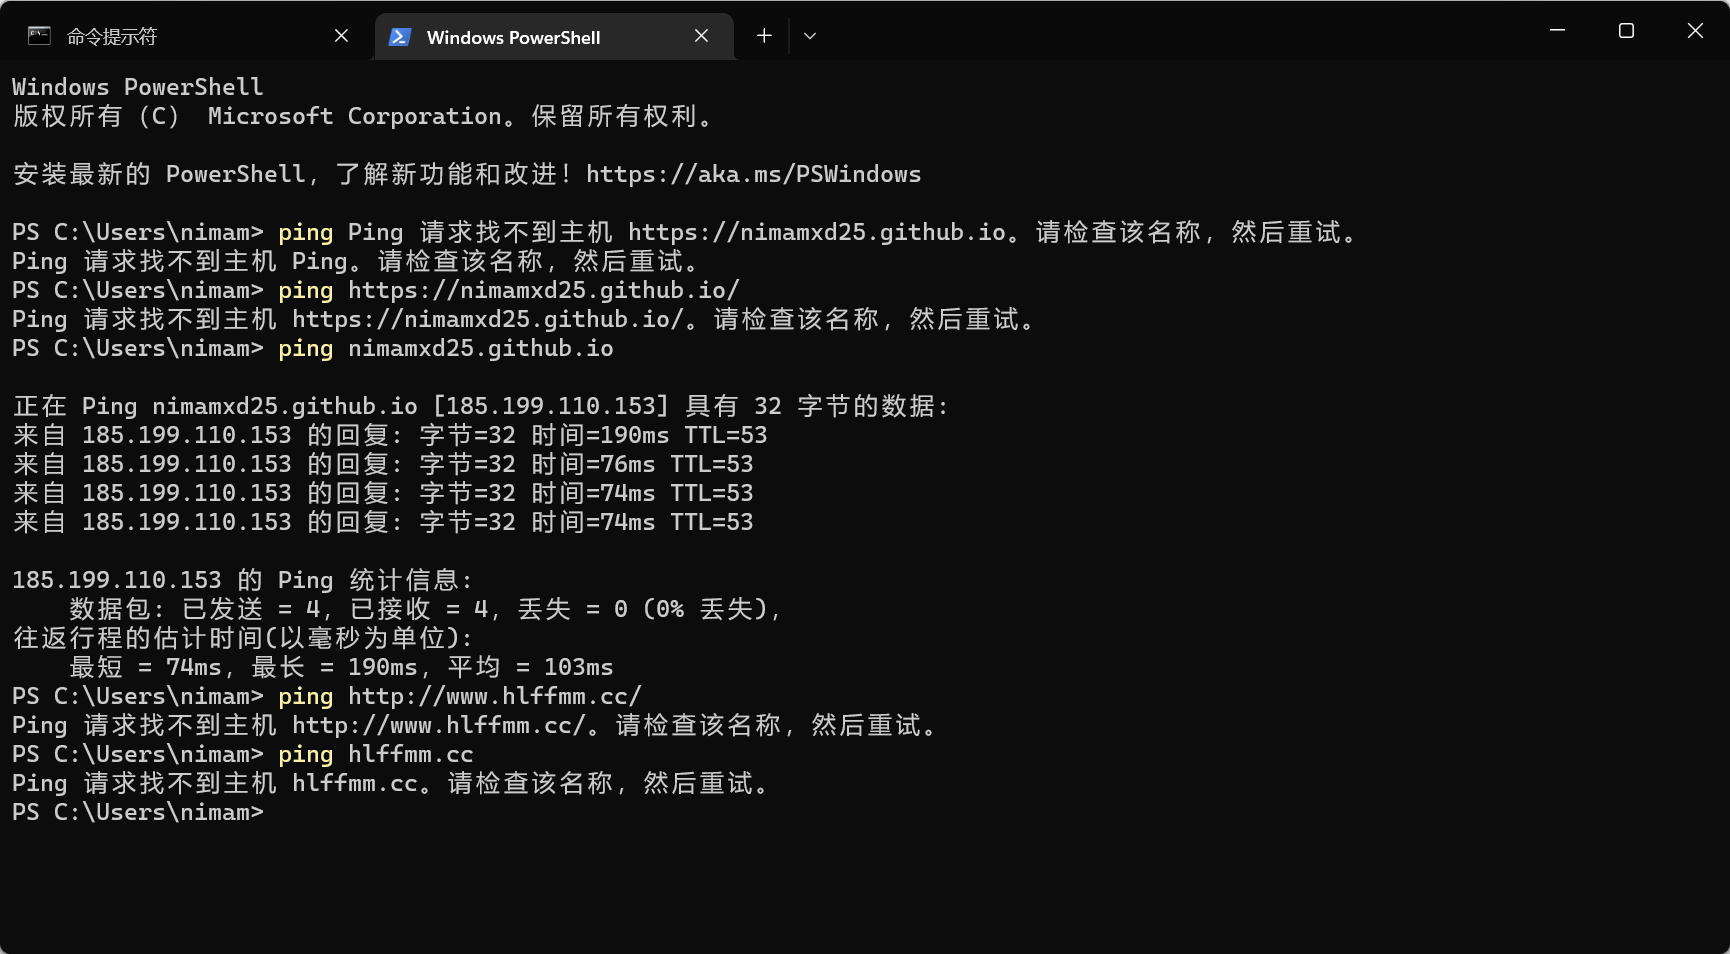 命令提示符
Windows PowerShell
Windows PowerShell
版权所有（C） Microsoft Corporation。保留所有权利。
安装最新的 PowerShell，了解新功能和改进！https://aka.ms/PSWindows
PS C:\Users\nimam> ping Ping 请求找不到主机 https://nimamxd25.github.io。请检查该名称，然后重试。
Ping 请求找不到主机 Ping。请检查该名称，然后重试。
PS C:\Users\nimam> ping https://nimamxd25.github.io/
Ping 请求找不到主机 https://nimamxd25.github.io/。请检查该名称，然后重试。
PS C:\Users\nimam> ping nimamxd25.github.io
正在 Ping nimamxd25.github.io [185.199.110.153] 具有 32 字节的数据:
来自 185.199.110.153 的回复: 字节=32 时间=190ms TTL=53
来自 185.199.110.153 的回复: 字节=32 时间=76ms TTL=53
来自 185.199.110.153 的回复: 字节=32 时间=74ms TTL=53
来自 185.199.110.153 的回复: 字节=32 时间=74ms TTL=53
185.199.110.153 的 Ping 统计信息:
数据包: 已发送 = 4，已接收 = 4，丢失 = 0 (0% 丢失)，
往返行程的估计时间(以毫秒为单位):
最短 = 74ms，最长 = 190ms，平均 = 103ms
PS C:\Users\nimam> ping http://www.hlffmm.cc/
Ping 请求找不到主机 http://www.hlffmm.cc/。请检查该名称，然后重试。
PS C:\Users\nimam> ping hlffmm.cc
Ping 请求找不到主机 hlffmm.cc。请检查该名称，然后重试。
PS C:\Users\nimam>